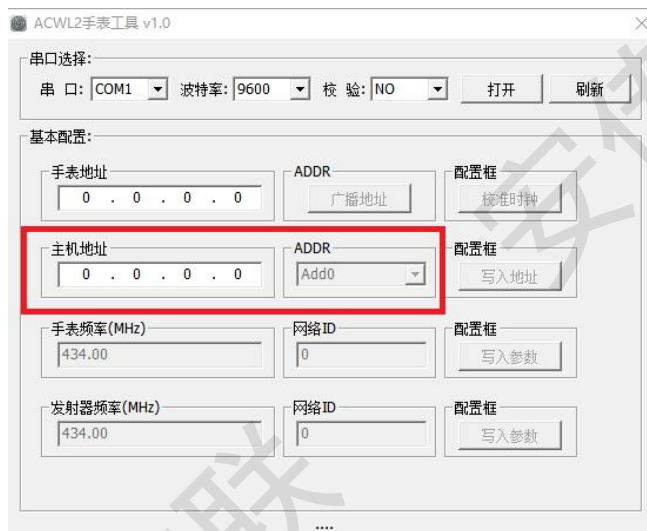 ACWL2手表工具 v1.0
串口选择:
串 口: COM1 波特率: 9600 校 验: NO 打开 刷新
基本配置:
手表地址 ADDR 配置框
0 . 0 . 0 . 0 广播地址 校准时钟
主机地址 ADDR 配置框
0 . 0 . 0 . 0 Add0 写入地址
手表频率(MHz) 网络ID 配置框
434.00 0 写入参数
发射器频率(MHz) 网络ID 配置框
434.00 0 写入参数
....